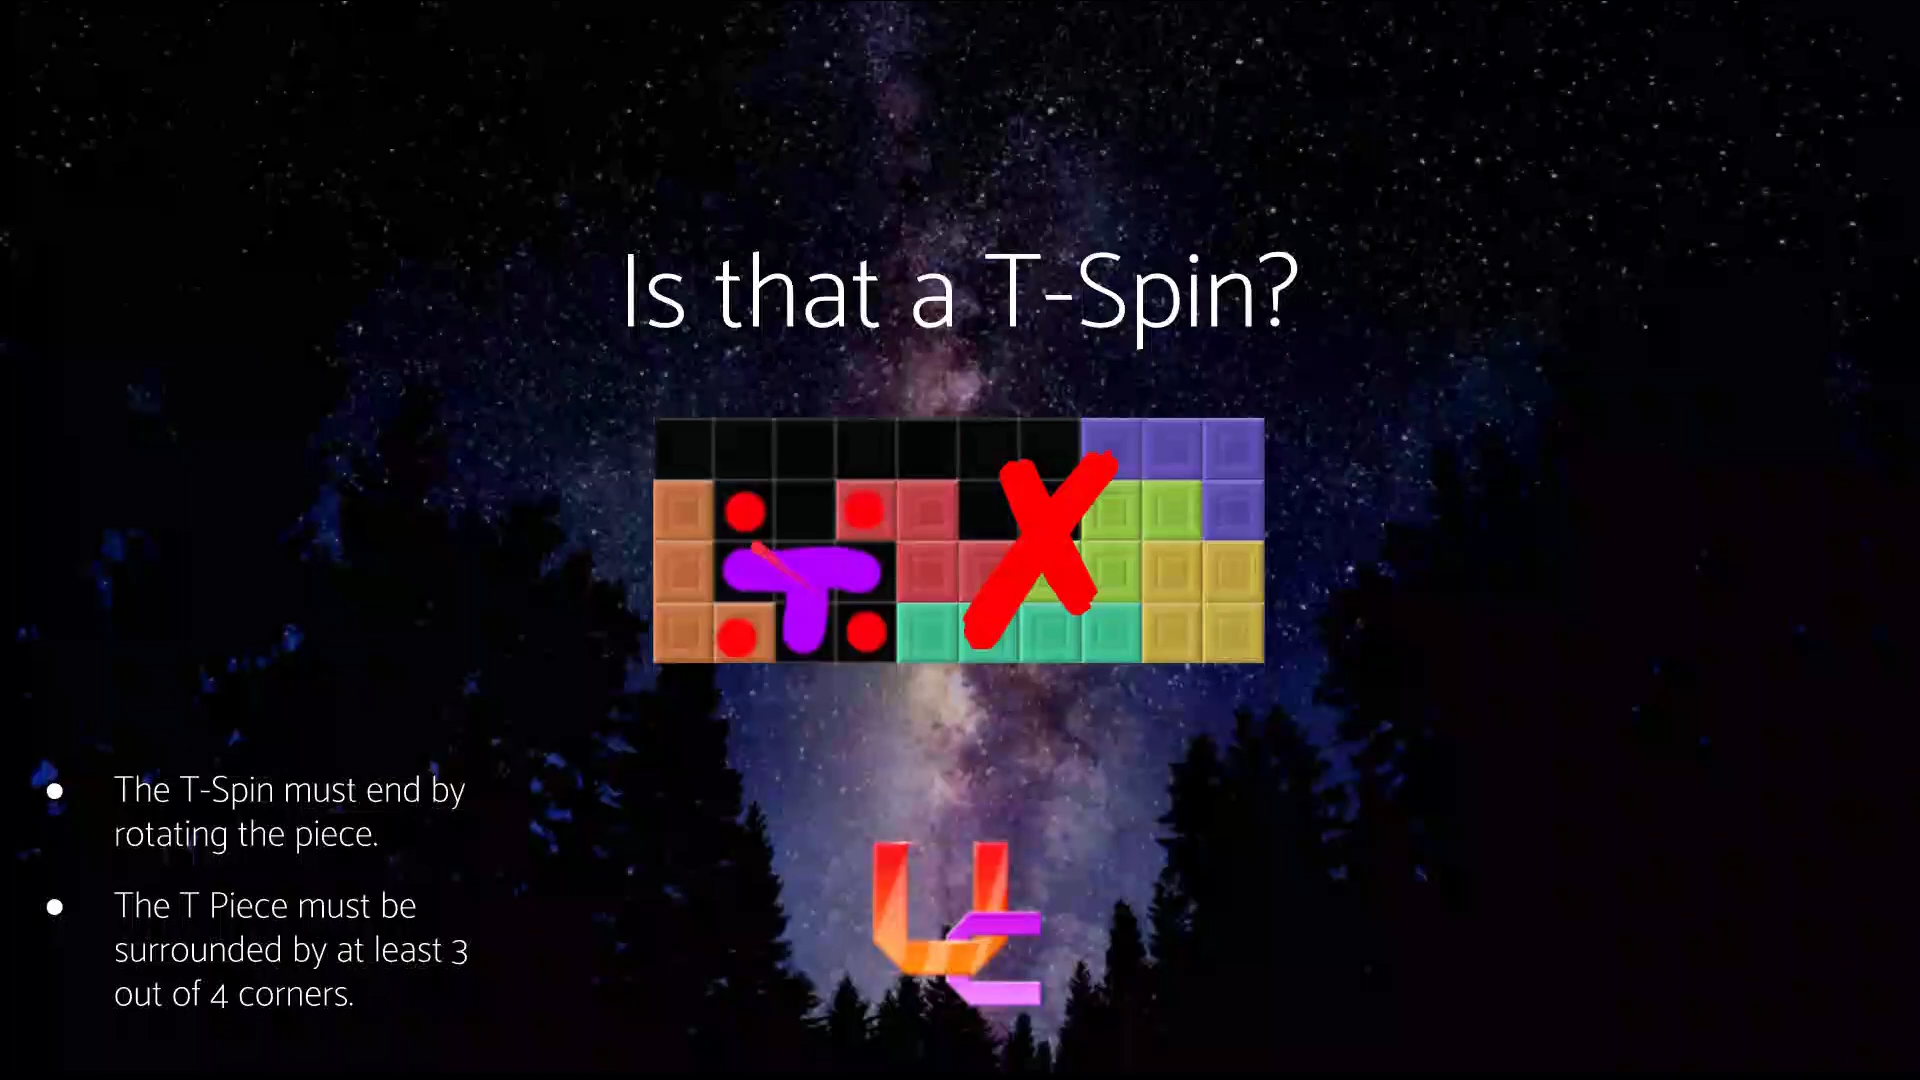 Is that a T-Spin?
● The T-Spin must end by
rotating the piece.
● The T Piece must be
surrounded by at least 3
out of 4 corners.
UC